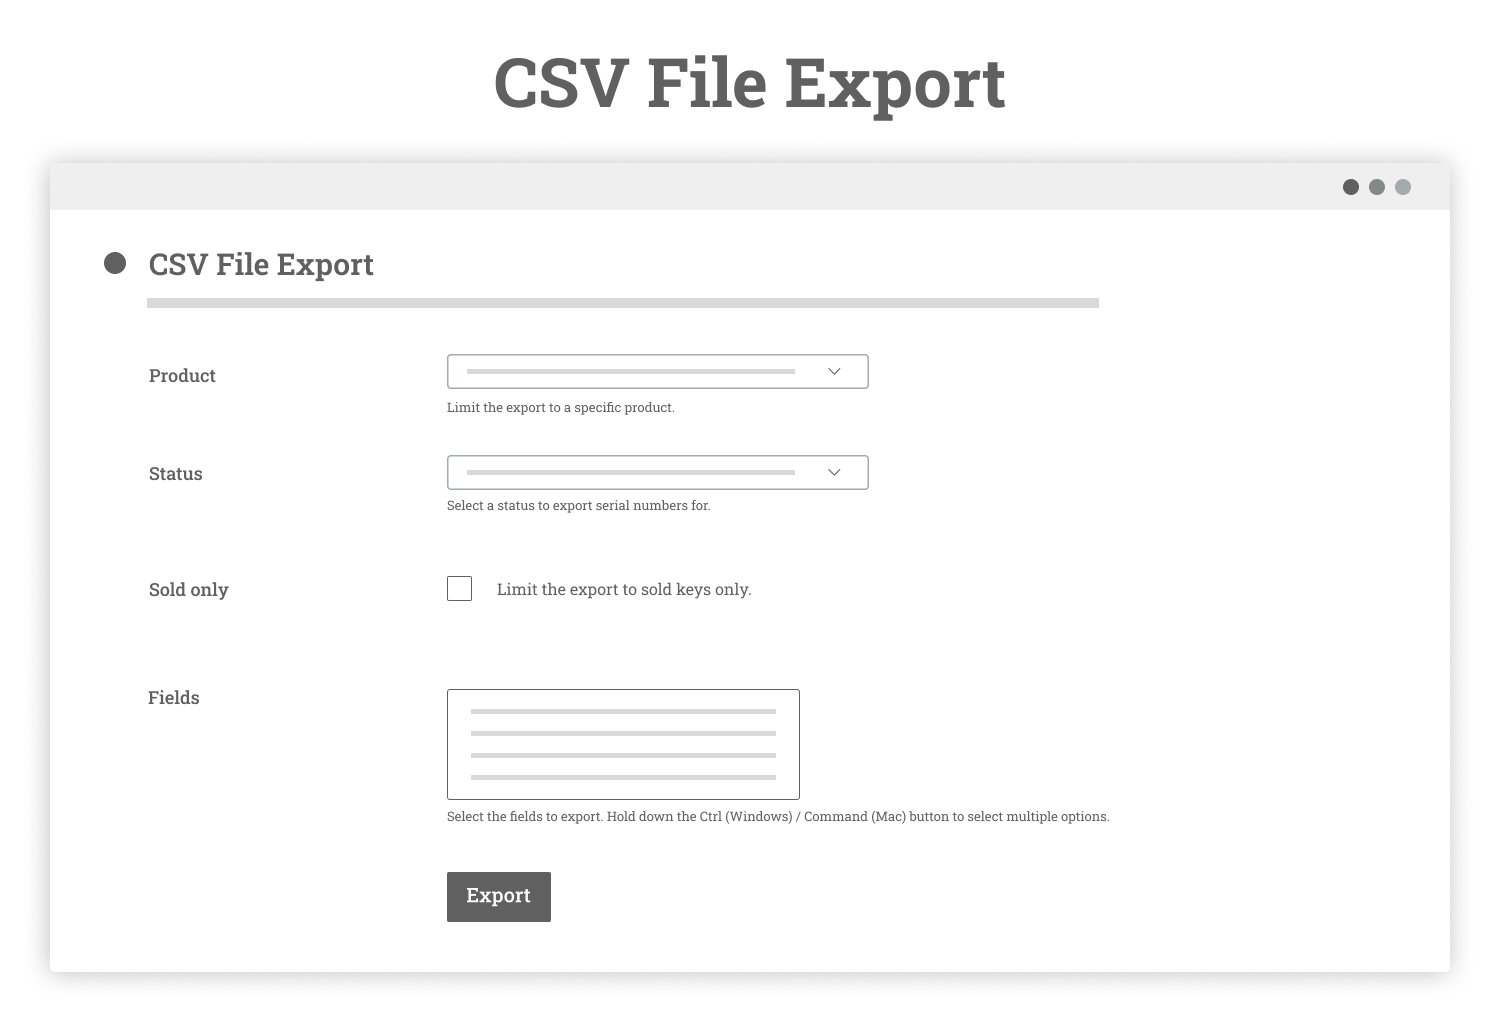 CSV File Export
CSV File Export
Product
Limit the export to a specific product.
Status
Select a status to export serial numbers for.
Sold only
Limit the export to sold keys only.
Fields
Select the fields to export. Hold down the Ctrl (Windows) / Command (Mac) button to select multiple options.
Export